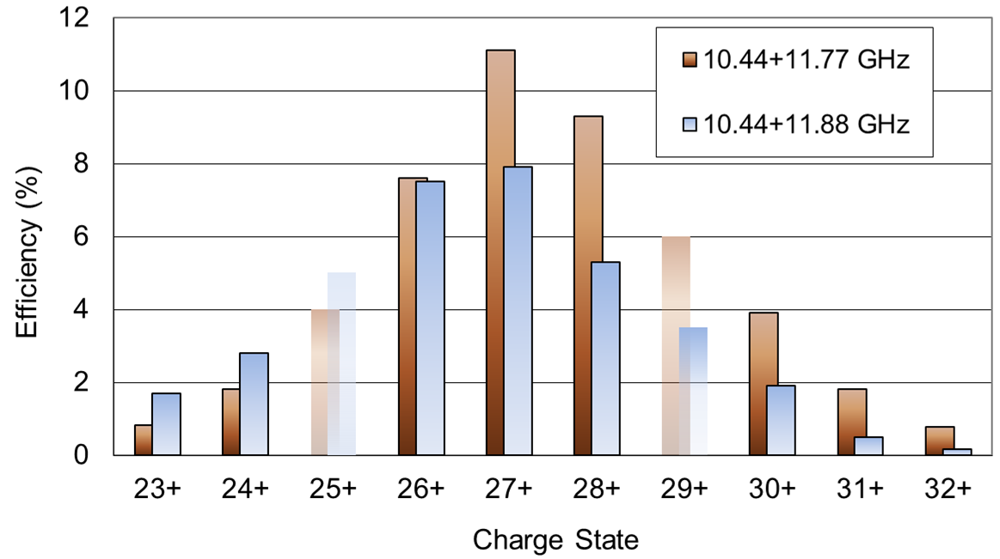 12
10
8
6
4
2
0
Efficiency (%)
10.44+11.77 GHz
10.44+11.88 GHz
23+ 24+ 25+ 26+ 27+ 28+ 29+ 30+ 31+ 32+
Charge State